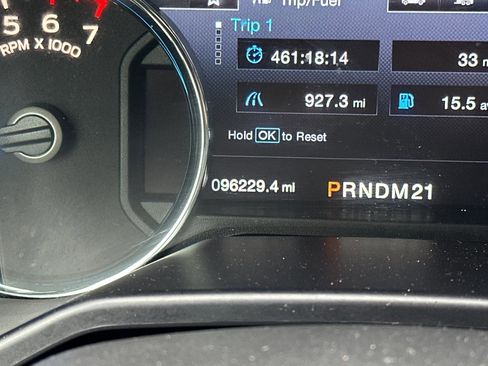 Trip/Fuel
Trip 1
5 6 7
RPM X 1000
461:18:14
33
927.3 mi
15.5
Hold OK to Reset
096229.4 mi
PRNDM21